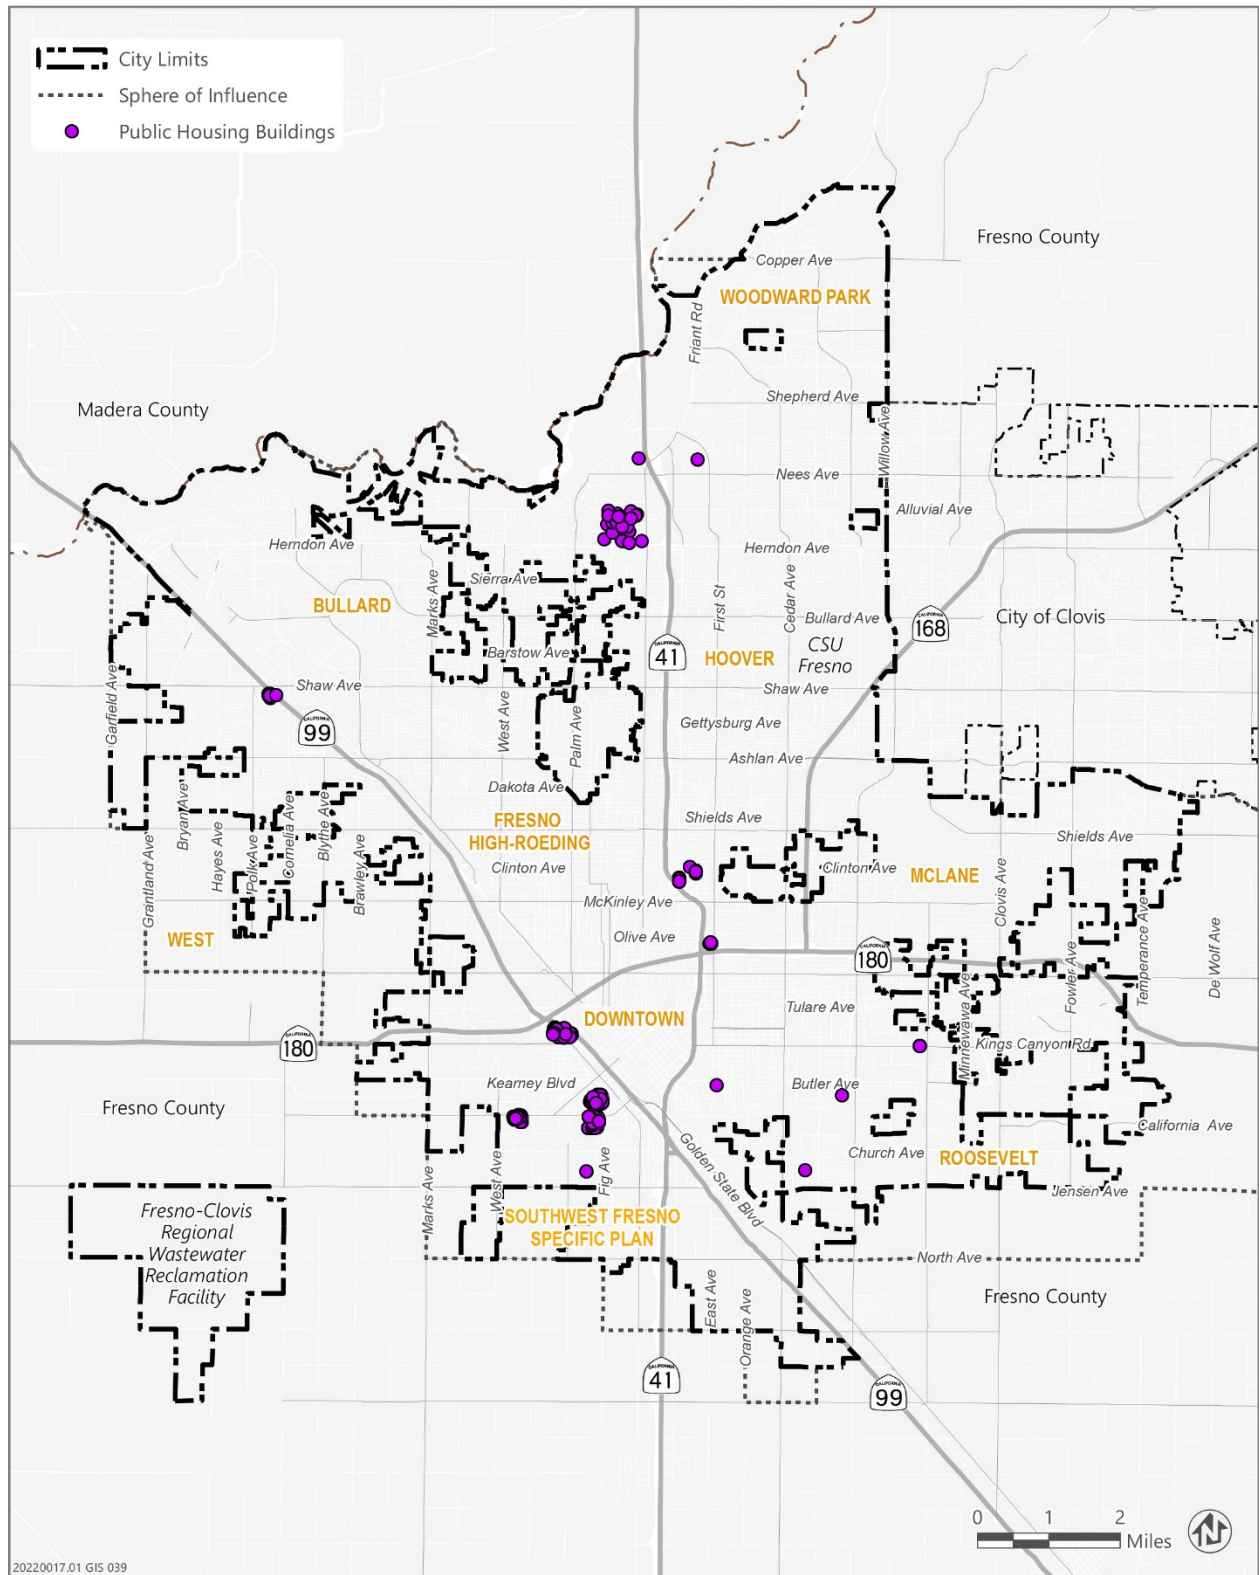 City Limits
Sphere of Influence
Public Housing Buildings
Fresno County
Copper Ave
WOODWARD PARK
Friant Rd
Shepherd Ave
Madera County
Willow Ave
Nees Ave
Alluvial Ave
Herndon Ave
Herndon Ave
Sierra Ave
Marks Ave
BULLARD
First St
Cedar Ave
Bullard Ave
CALIFORNIA
168
City of Clovis
CALIFORNIA
41
HOOVER
CSU
Fresno
Barstow Ave
Garfield Ave
Shaw Ave
Shaw Ave
West Ave
Palm Ave
Gettysburg Ave
CALIFORNIA
99
Ashlan Ave
Dakota Ave
Bryan Ave
Cornelia Ave
Blythe Ave
FRESNO
HIGH-ROEDING
Shields Ave
Shields Ave
Hayes Ave
Polk Ave
Grantland Ave
Brawley Ave
Clinton Ave
Clinton Ave
MCLANE
Clovis Ave
McKinley Ave
WEST
Olive Ave
CALIFORNIA
180
Fowler Ave
Temperance Ave
De Wolf Ave
Tulare Ave
DOWNTOWN
Minnewawa Ave
Kings Canyon Rd
CALIFORNIA
180
Kearney Blvd
Butler Ave
Fresno County
California Ave
Golden State Blvd
Church Ave
ROOSEVELT
Fig Ave
Marks Ave
West Ave
Jensen Ave
Fresno-Clovis
Regional
Wastewater
Reclamation
Facility
SOUTHWEST FRESNO
SPECIFIC PLAN
North Ave
East Ave
Orange Ave
Fresno County
CALIFORNIA
41
CALIFORNIA
99
0 1 2
Miles
N
20220017.01 GIS 039